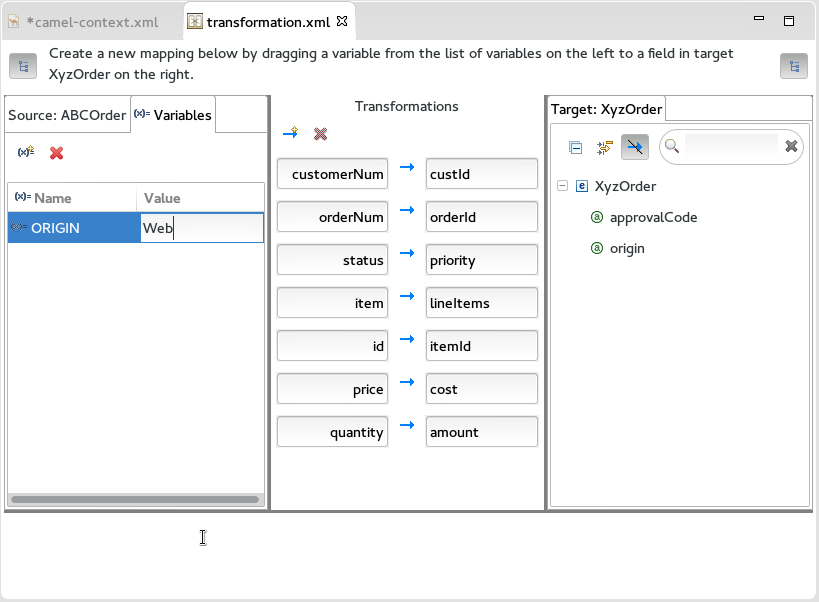 *camel-context.xml
transformation.xml
Create a new mapping below by dragging a variable from the list of variables on the left to a field in target
XyzOrder on the right.
Source: ABCOrder
(x)= Variables
(x)= Name
Value
(x)= ORIGIN
Web
Transformations
customerNum
custId
orderNum
orderId
status
priority
item
lineItems
id
itemId
price
cost
quantity
amount
Target: XyzOrder
e XyzOrder
a approvalCode
a origin